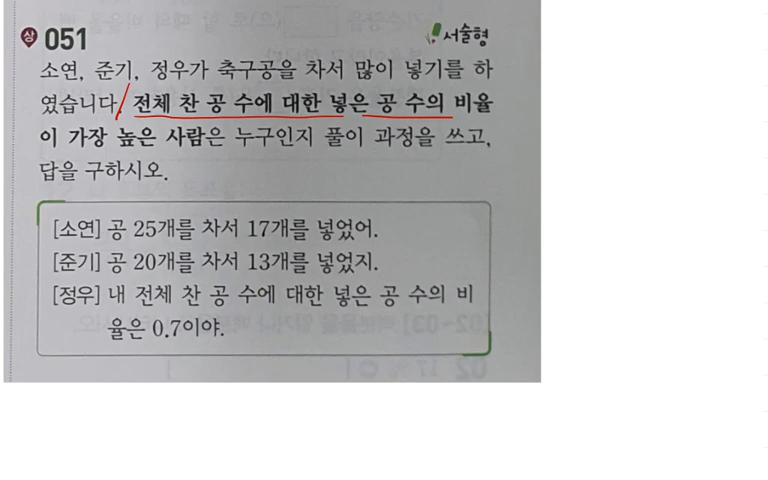 상 051 서술형
소연, 준기, 정우가 축구공을 차서 많이 넣기를 하
였습니다. 전체 찬 공 수에 대한 넣은 공 수의 비율
이 가장 높은 사람은 누구인지 풀이 과정을 쓰고,
답을 구하시오.
[소연] 공 25개를 차서 17개를 넣었어.
[준기] 공 20개를 차서 13개를 넣었지.
[정우] 내 전체 찬 공 수에 대한 넣은 공 수의 비
율은 0.7이야.